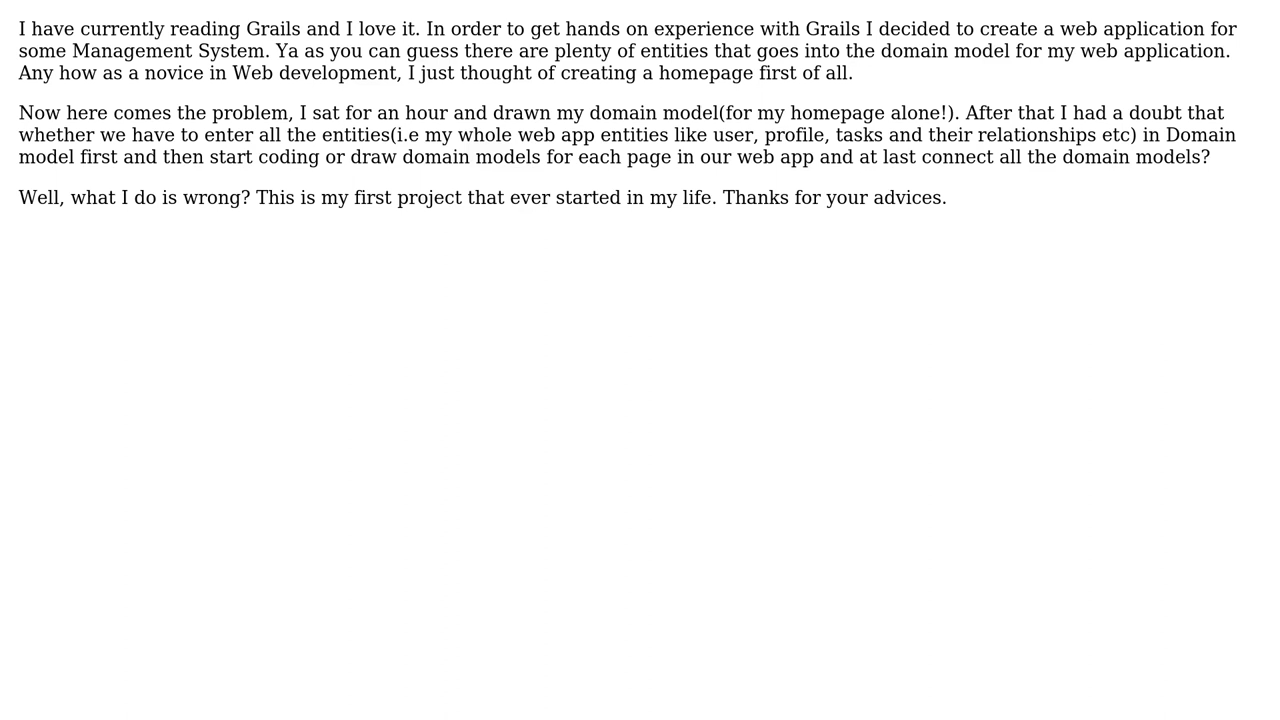 I have currently reading Grails and I love it. In order to get hands on experience with Grails I decided to create a web application for
some Management System. Ya as you can guess there are plenty of entities that goes into the domain model for my web application.
Any how as a novice in Web development, I just thought of creating a homepage first of all.
Now here comes the problem, I sat for an hour and drawn my domain model(for my homepage alone!). After that I had a doubt that
whether we have to enter all the entities(i.e my whole web app entities like user, profile, tasks and their relationships etc) in Domain
model first and then start coding or draw domain models for each page in our web app and at last connect all the domain models?
Well, what I do is wrong? This is my first project that ever started in my life. Thanks for your advices.